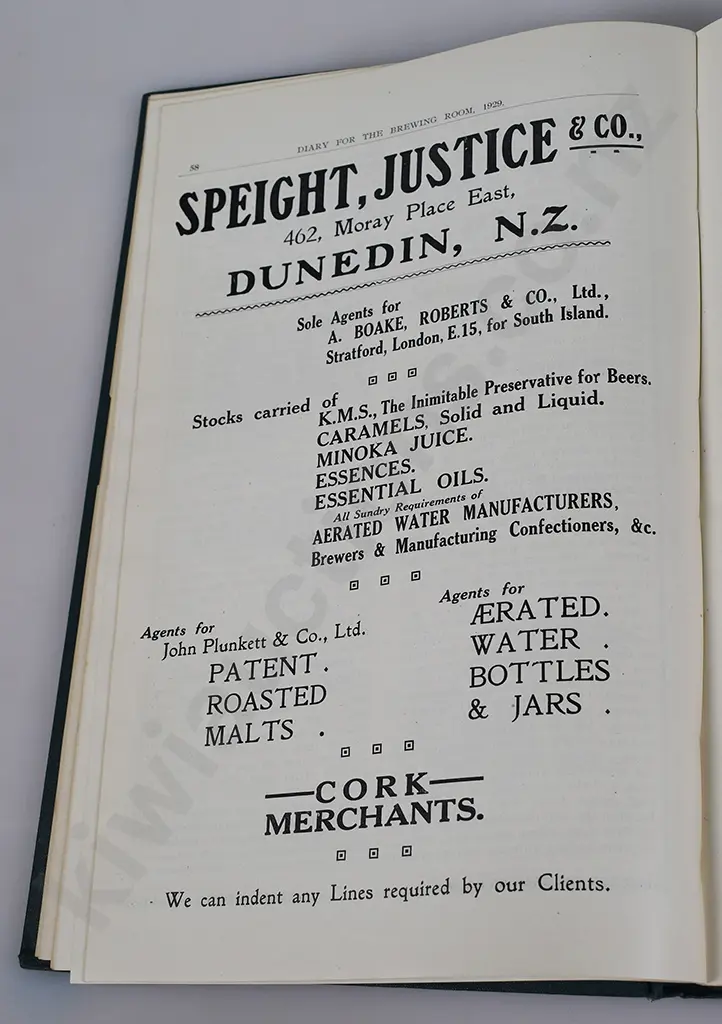 58
DIARY FOR THE BREWING ROOM, 1929.
SPEIGHT, JUSTICE & CO.,
462, Moray Place East,
DUNEDIN, N.Z.
Sole Agents for
A. BOAKE, ROBERTS & CO., Ltd.,
Stratford, London, E.15, for South Island.
Stocks carried of
K.M.S., The Inimitable Preservative for Beers.
CARAMELS, Solid and Liquid.
MINOKA JUICE.
ESSENCES.
ESSENTIAL OILS.
All Sundry Requirements of
AERATED WATER MANUFACTURERS,
Brewers & Manufacturing Confectioners, &c.
Agents for
John Plunkett & Co., Ltd.
PATENT .
ROASTED
MALTS .
Agents for
ÆRATED.
WATER .
BOTTLES
& JARS .
CORK
MERCHANTS.
We can indent any Lines required by our Clients.